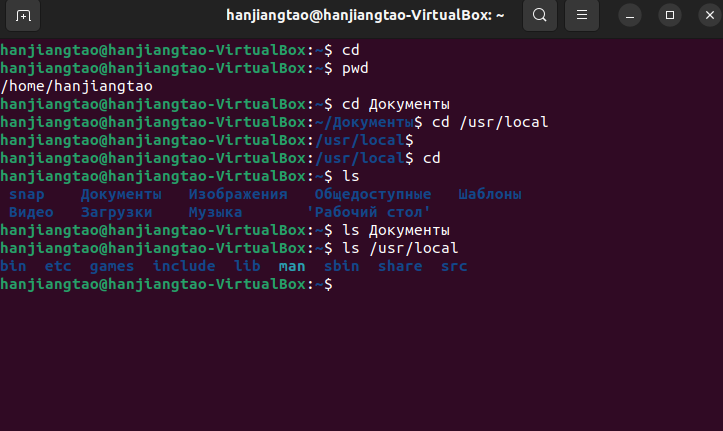 hanjiangtao@hanjiangtao-VirtualBox: ~
hanjiangtao@hanjiangtao-VirtualBox:~$ cd
hanjiangtao@hanjiangtao-VirtualBox:~$ pwd
/home/hanjiangtao
hanjiangtao@hanjiangtao-VirtualBox:~$ cd Документы
hanjiangtao@hanjiangtao-VirtualBox:~/Документы$ cd /usr/local
hanjiangtao@hanjiangtao-VirtualBox:/usr/local$
hanjiangtao@hanjiangtao-VirtualBox:/usr/local$ cd
hanjiangtao@hanjiangtao-VirtualBox:~$ ls
snap Документы Изображения Общедоступные Шаблоны
Видео Загрузки Музыка 'Рабочий стол'
hanjiangtao@hanjiangtao-VirtualBox:~$ ls Документы
hanjiangtao@hanjiangtao-VirtualBox:~$ ls /usr/local
bin etc games include lib man sbin share src
hanjiangtao@hanjiangtao-VirtualBox:~$